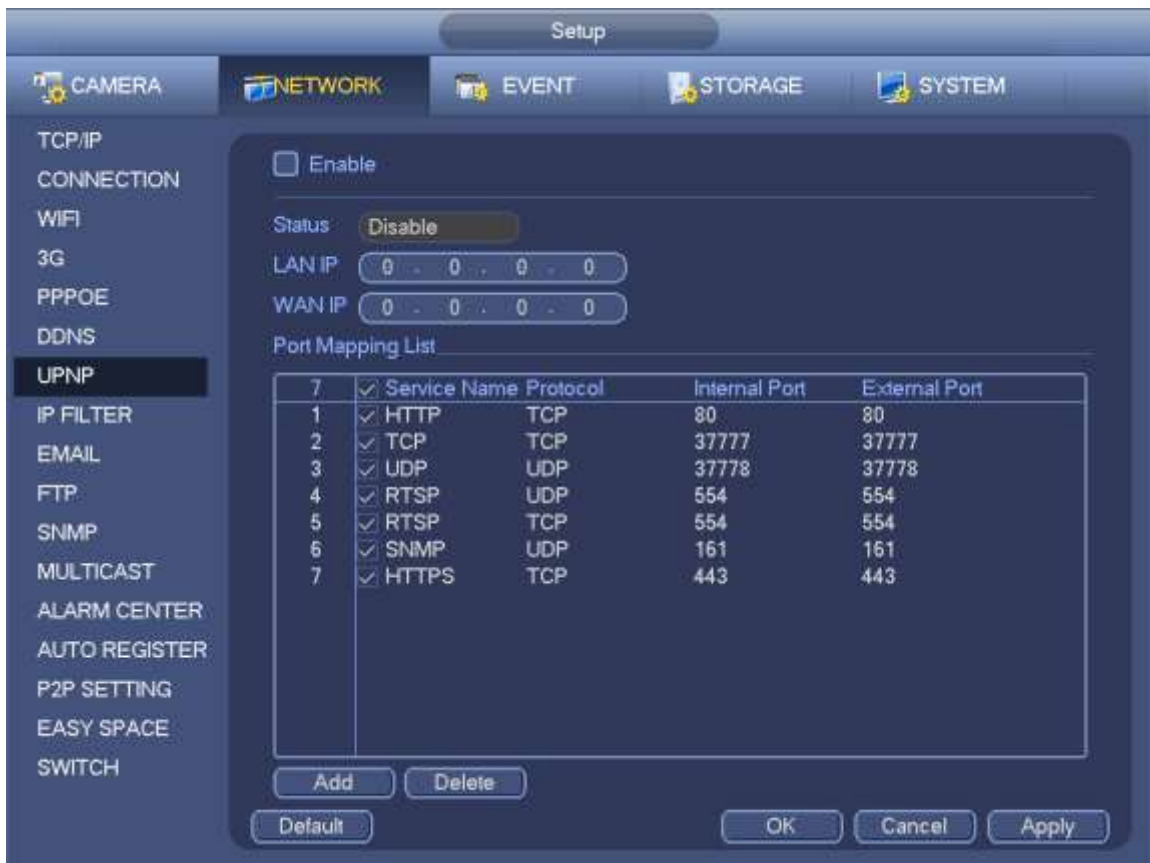 Setup
CAMERA NETWORK EVENT STORAGE SYSTEM
TCP/IP
CONNECTION
WIFI
3G
PPPOE
DDNS
UPNP
IP FILTER
EMAIL
FTP
SNMP
MULTICAST
ALARM CENTER
AUTO REGISTER
P2P SETTING
EASY SPACE
SWITCH
Enable
Status Disable
LAN IP 0 . 0 . 0 . 0
WAN IP 0 . 0 . 0 . 0
Port Mapping List
7 Service Name Protocol Internal Port External Port
1 HTTP TCP 80 80
2 TCP TCP 37777 37777
3 UDP UDP 37778 37778
4 RTSP UDP 554 554
5 RTSP TCP 554 554
6 SNMP UDP 161 161
7 HTTPS TCP 443 443
Add Delete
Default OK Cancel Apply